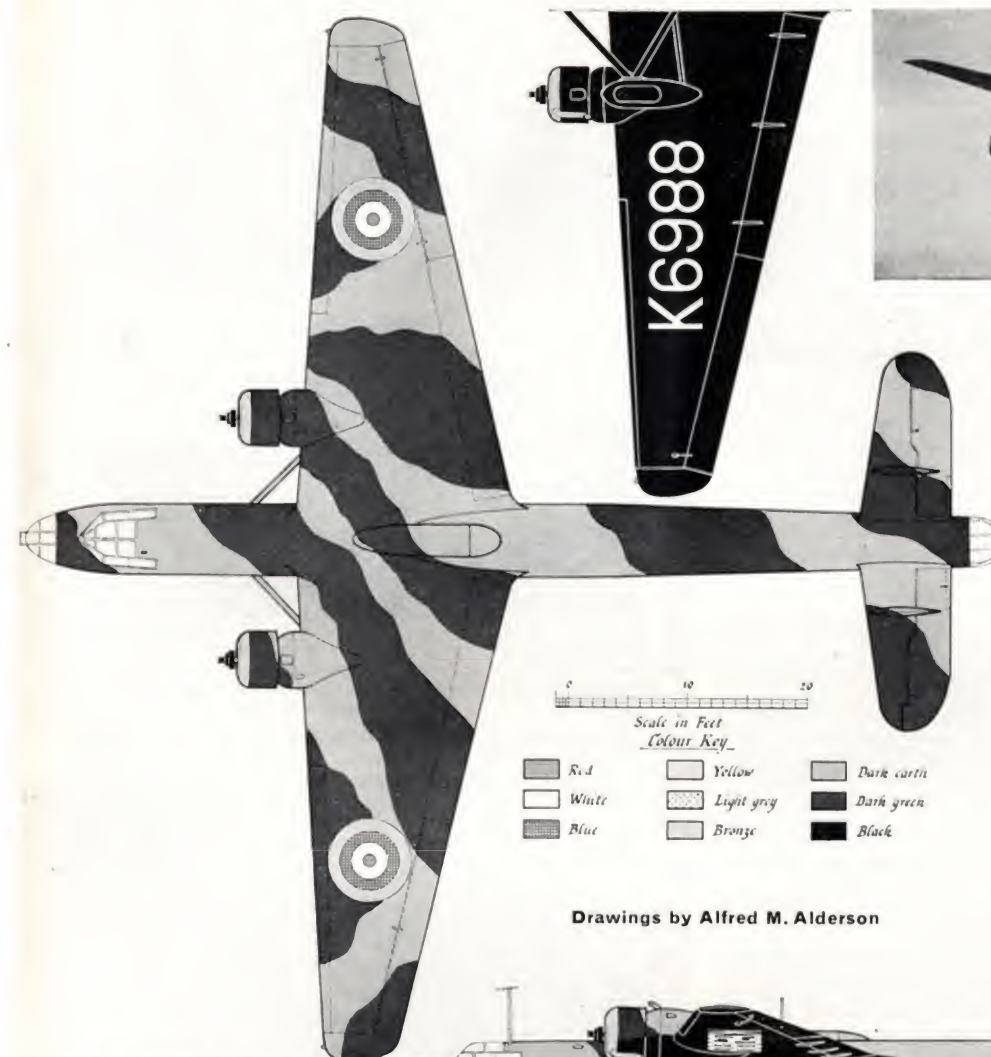 K6988
0 10 20
Scale in Feet
Colour Key
Red Yellow Dark earth
White Light grey Dark green
Blue Bronze Black
Drawings by Alfred M. Alderson